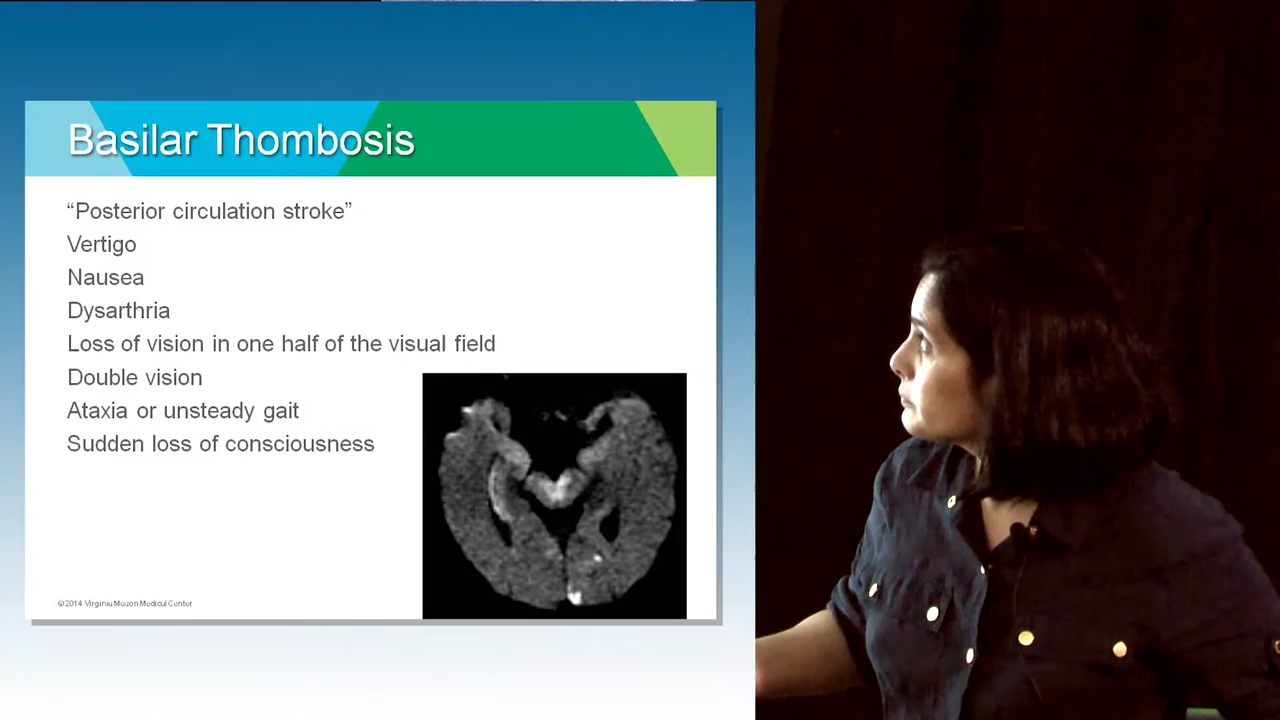 Basilar Thombosis
“Posterior circulation stroke”
Vertigo
Nausea
Dysarthria
Loss of vision in one half of the visual field
Double vision
Ataxia or unsteady gait
Sudden loss of consciousness
© 2014 Virginia Mason Medical Center